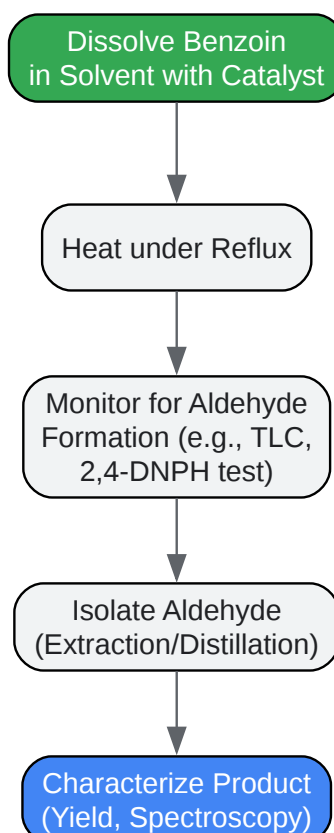 Dissolve Benzoin
in Solvent with Catalyst
Heat under Reflux
Monitor for Aldehyde
Formation (e.g., TLC,
2,4-DNPH test)
Isolate Aldehyde
(Extraction/Distillation)
Characterize Product
(Yield, Spectroscopy)